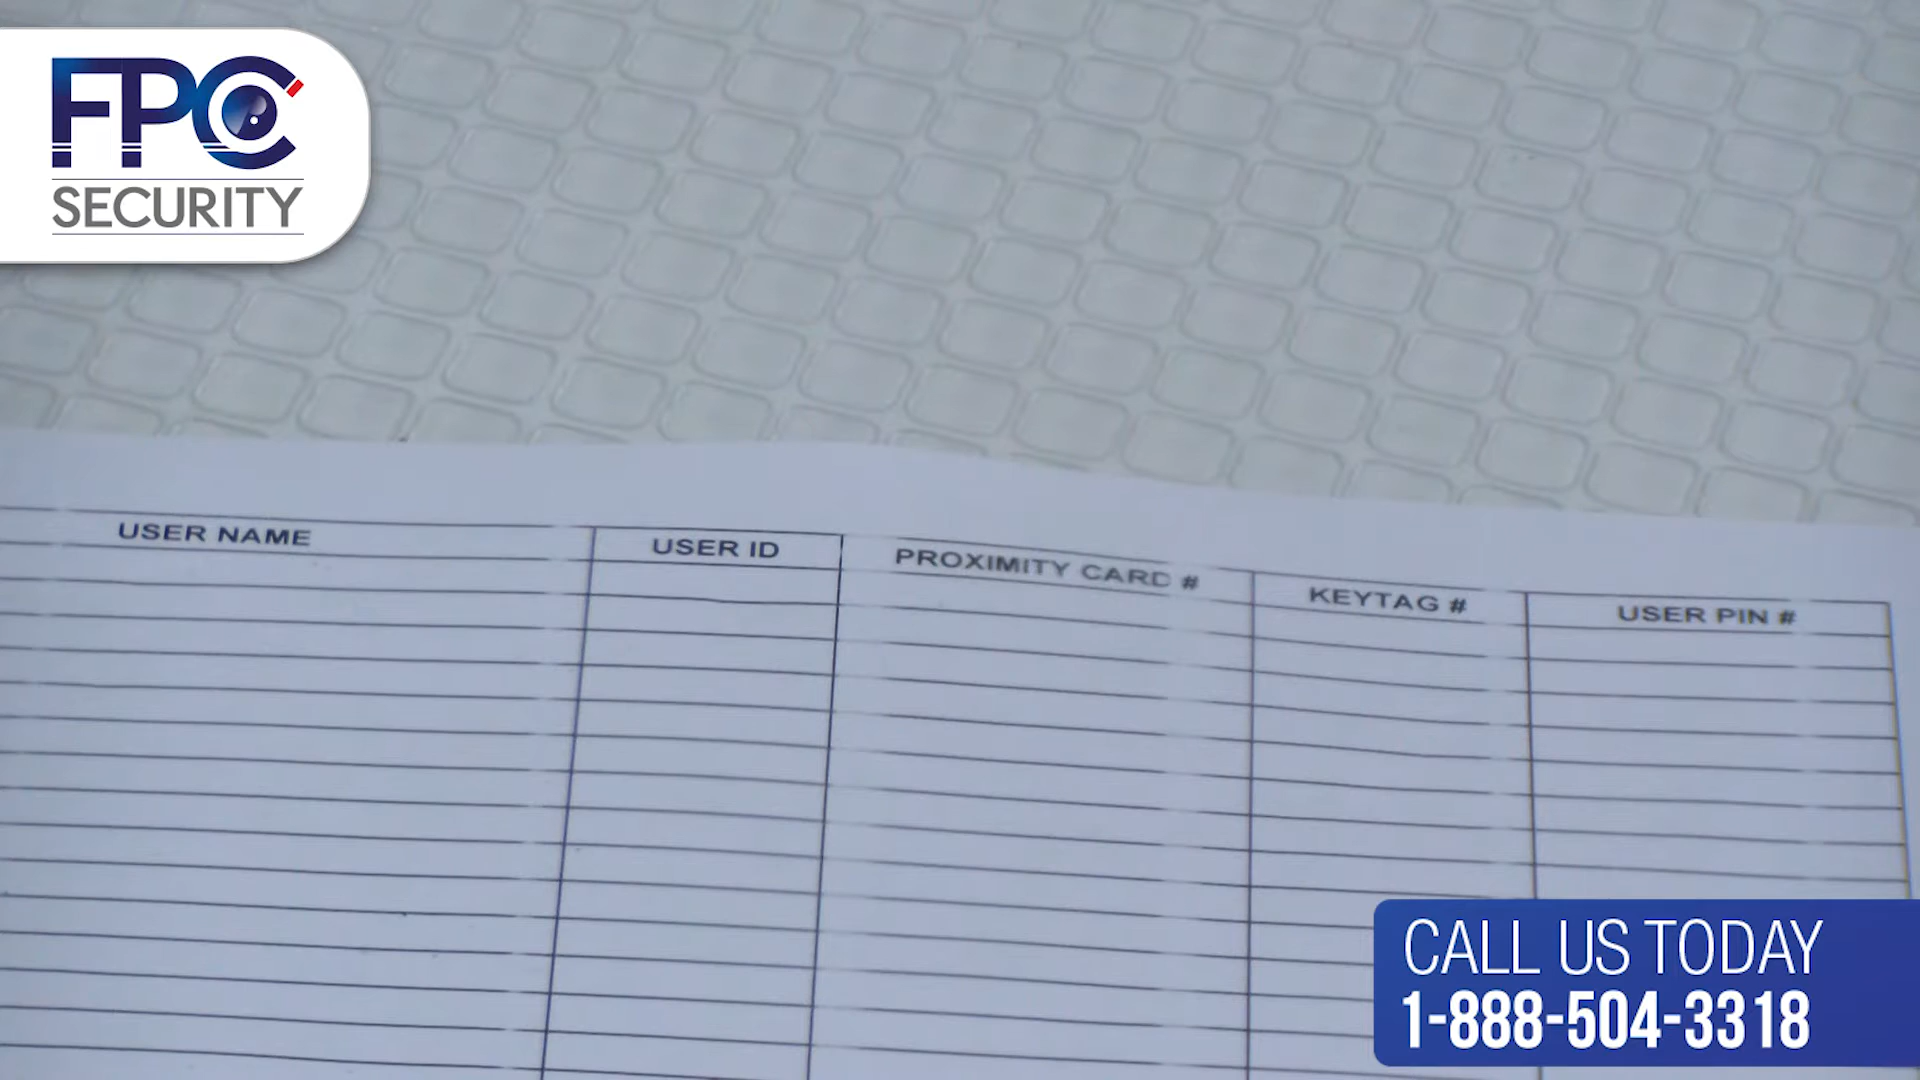 FPC
SECURITY
USER NAME USER ID PROXIMITY CARD # KEYTAG # USER PIN #
CALL US TODAY
1-888-504-3318